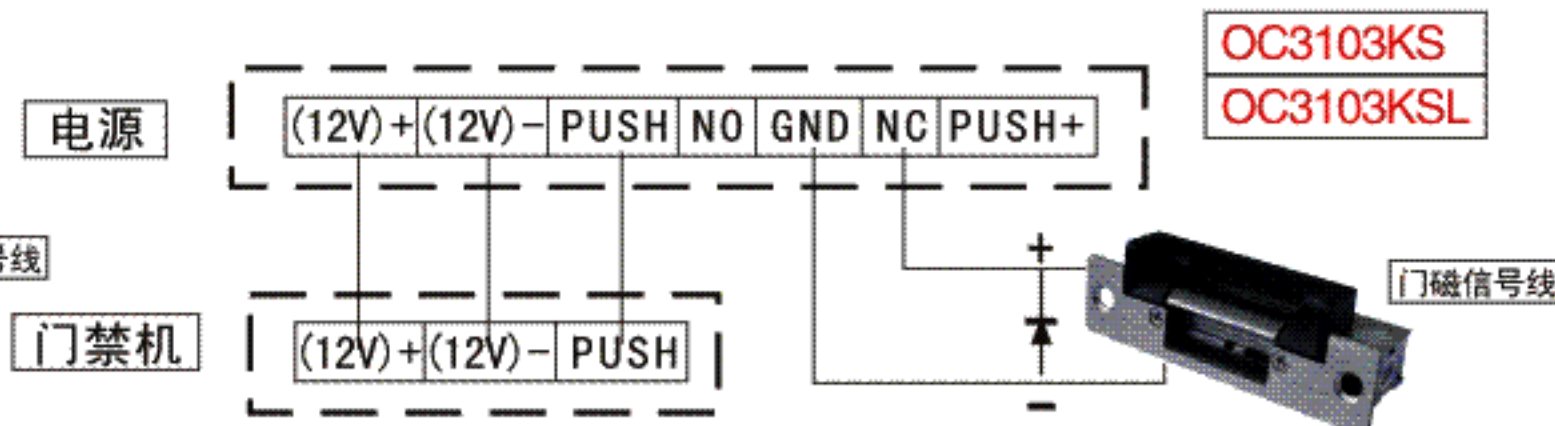 OC3103KS
OC3103KSL
电源
(12V)+ (12V)- PUSH NO GND NC PUSH+
号线
门磁信号线
门禁机
(12V)+ (12V)- PUSH
+
-